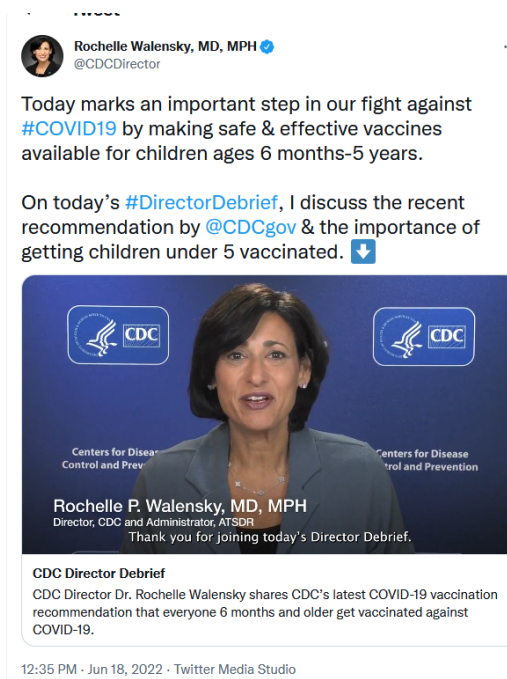 Tweet
Rochelle Walensky, MD, MPH
@CDCDirector
Today marks an important step in our fight against
#COVID19 by making safe & effective vaccines
available for children ages 6 months-5 years.
On today's #DirectorDebrief, I discuss the recent
recommendation by @CDCgov & the importance of
getting children under 5 vaccinated. ⬇️
CDC
CDC
Centers for Disea
Control and Prev
Centers for Disease
trol and Prevention
Rochelle P. Walensky, MD, MPH
Director, CDC and Administrator, ATSDR
Thank you for joining today's Director Debrief.
CDC Director Debrief
CDC Director Dr. Rochelle Walensky shares CDC's latest COVID-19 vaccination
recommendation that everyone 6 months and older get vaccinated against
COVID-19.
12:35 PM · Jun 18, 2022 · Twitter Media Studio